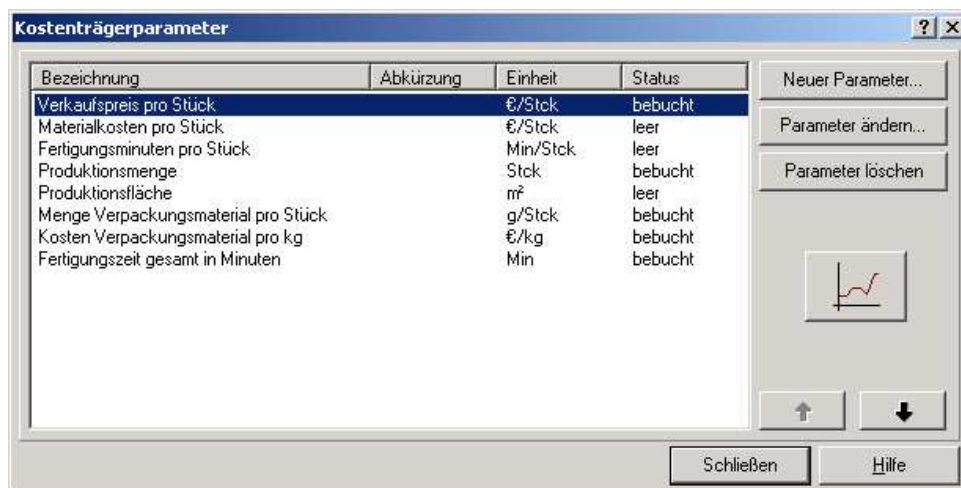 Kostenträgerparameter
Bezeichnung Abkürzung Einheit Status
Verkaufspreis pro Stück €/Stck bebucht
Materialkosten pro Stück €/Stck leer
Fertigungsminuten pro Stück Min/Stck leer
Produktionsmenge Stck bebucht
Produktionsfläche m² leer
Menge Verpackungsmaterial pro Stück g/Stck bebucht
Kosten Verpackungsmaterial pro kg €/kg bebucht
Fertigungszeit gesamt in Minuten Min bebucht
Neuer Parameter...
Parameter ändern...
Parameter löschen
Schließen Hilfe